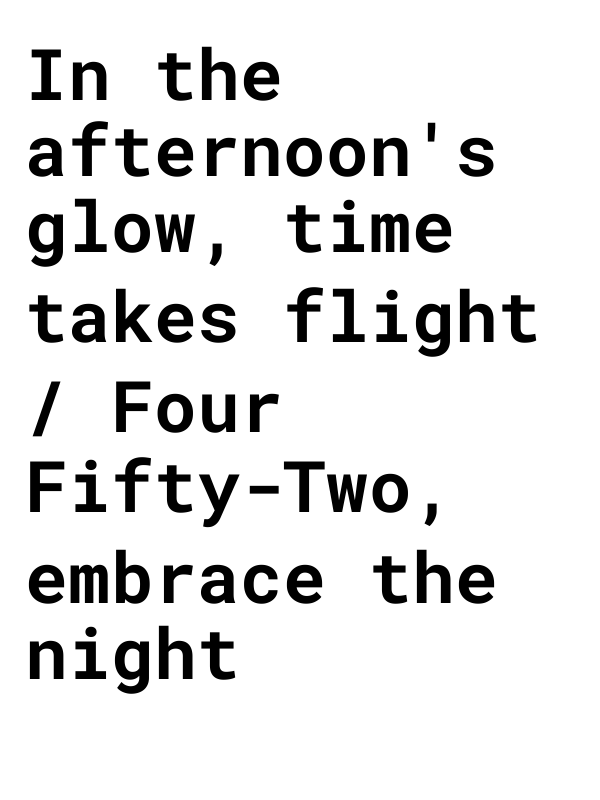 In the
afternoon's
glow, time
takes flight
/ Four
Fifty-Two,
embrace the
night